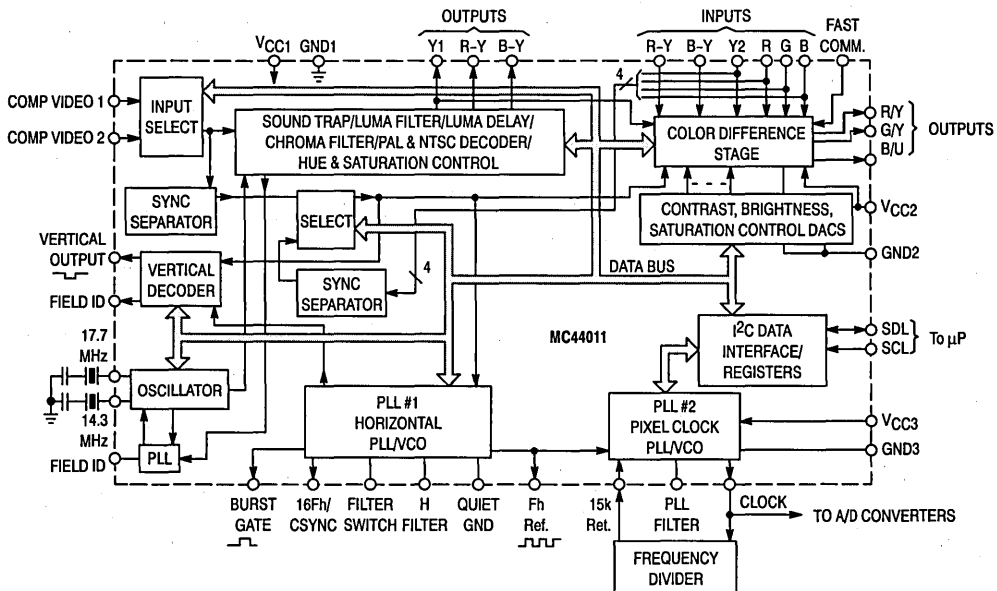 OUTPUTS
INPUTS
FAST
COMM.
VCC1 GND1
Y1 R–Y B–Y
R–Y B–Y Y2 R G B
4
COMP VIDEO 1
COMP VIDEO 2
INPUT
SELECT
SOUND TRAP/LUMA FILTER/LUMA DELAY/
CHROMA FILTER/PAL & NTSC DECODER/
HUE & SATURATION CONTROL
COLOR DIFFERENCE
STAGE
R/Y
G/Y
B/U
OUTPUTS
SYNC
SEPARATOR
SELECT
CONTRAST, BRIGHTNESS,
SATURATION CONTROL DACS
VCC2
GND2
VERTICAL
OUTPUT
VERTICAL
DECODER
FIELD ID
SYNC
SEPARATOR
4
DATA BUS
MC44011
I2C DATA
INTERFACE/
REGISTERS
SDL
SCL
To µP
17.7
MHz
OSCILLATOR
14.3
MHz
FIELD ID
PLL
PLL #1
HORIZONTAL
PLL/VCO
PLL #2
PIXEL CLOCK
PLL/VCO
VCC3
GND3
BURST
GATE
16Fh/
CSYNC
FILTER
SWITCH
H
FILTER
QUIET
GND
Fh
Ref.
15k
Ret.
PLL
FILTER
CLOCK
TO A/D CONVERTERS
FREQUENCY
DIVIDER